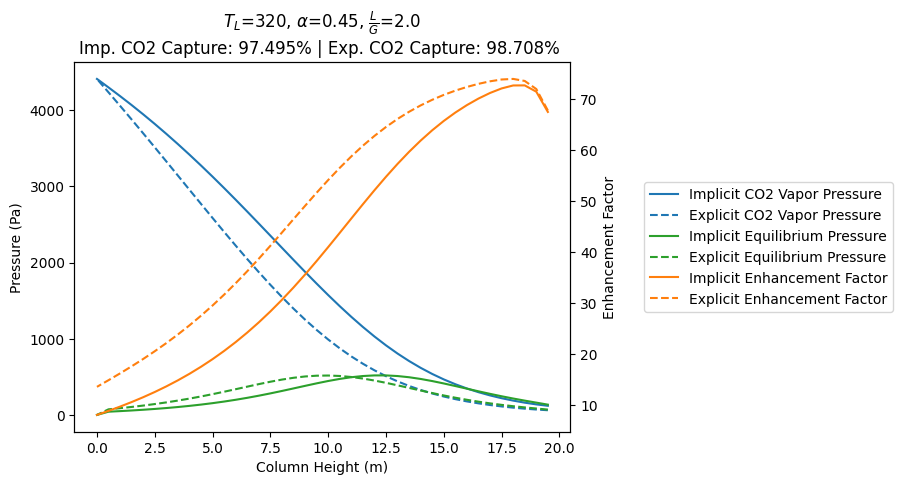 T_L=320, α=0.45, L/G=2.0
Imp. CO2 Capture: 97.495% | Exp. CO2 Capture: 98.708%
Pressure (Pa)
4000
3000
2000
1000
0
0.0 2.5 5.0 7.5 10.0 12.5 15.0 17.5 20.0
Column Height (m)
70
60
50
40
30
20
10
Enhancement Factor
Implicit CO2 Vapor Pressure
Explicit CO2 Vapor Pressure
Implicit Equilibrium Pressure
Explicit Equilibrium Pressure
Implicit Enhancement Factor
Explicit Enhancement Factor